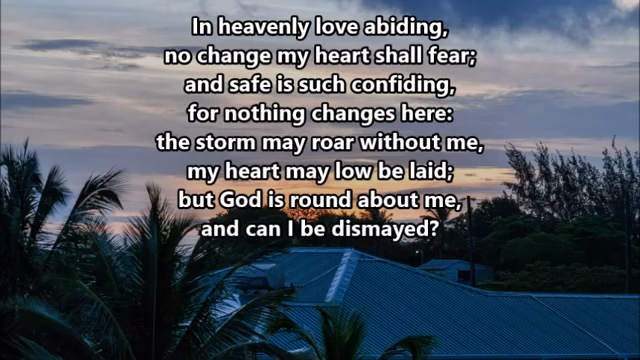 In heavenly love abiding,
no change my heart shall fear;
and safe is such confiding,
for nothing changes here:
the storm may roar without me,
my heart may low be laid;
but God is round about me,
and can I be dismayed?